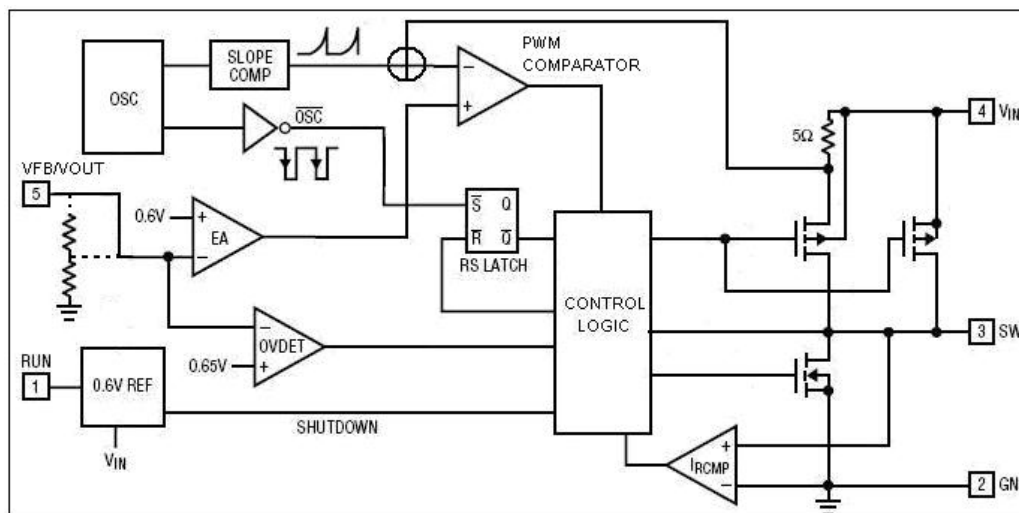 SLOPE
COMP
PWM
COMPARATOR
OSC
OSC
4
VIN
5Ω
VFB/VOUT
5
0.6V
+
−
EA
S Q
R Q
RS LATCH
CONTROL
LOGIC
−
+
−
+
OVDET
0.65V
3
SW
RUN
1
0.6V REF
SHUTDOWN
VIN
+
−
IRCMP
2
GN